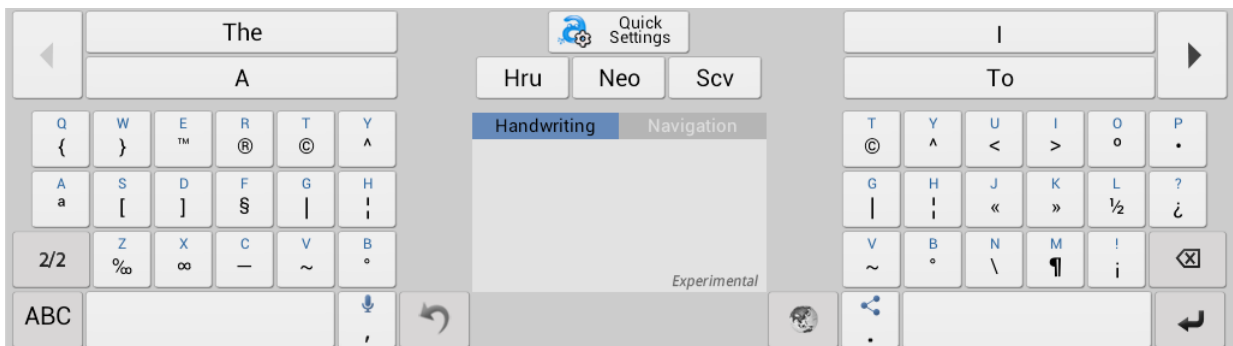 The
Quick
Settings
I
A
Hru Neo Scv
To
Handwriting Navigation
Q W E R T Y
{ } ™ ® © ^
T Y U I O P
© ^ < > º •
A S D F G H
ª [ ] § | ¦
G H J K L ?
| ¦ « » ½ ¿
2/2
Z X C V B
‰ ∞ — ~ °
V B N M !
~ ° \ ¶ ¡
Experimental
ABC
,
.